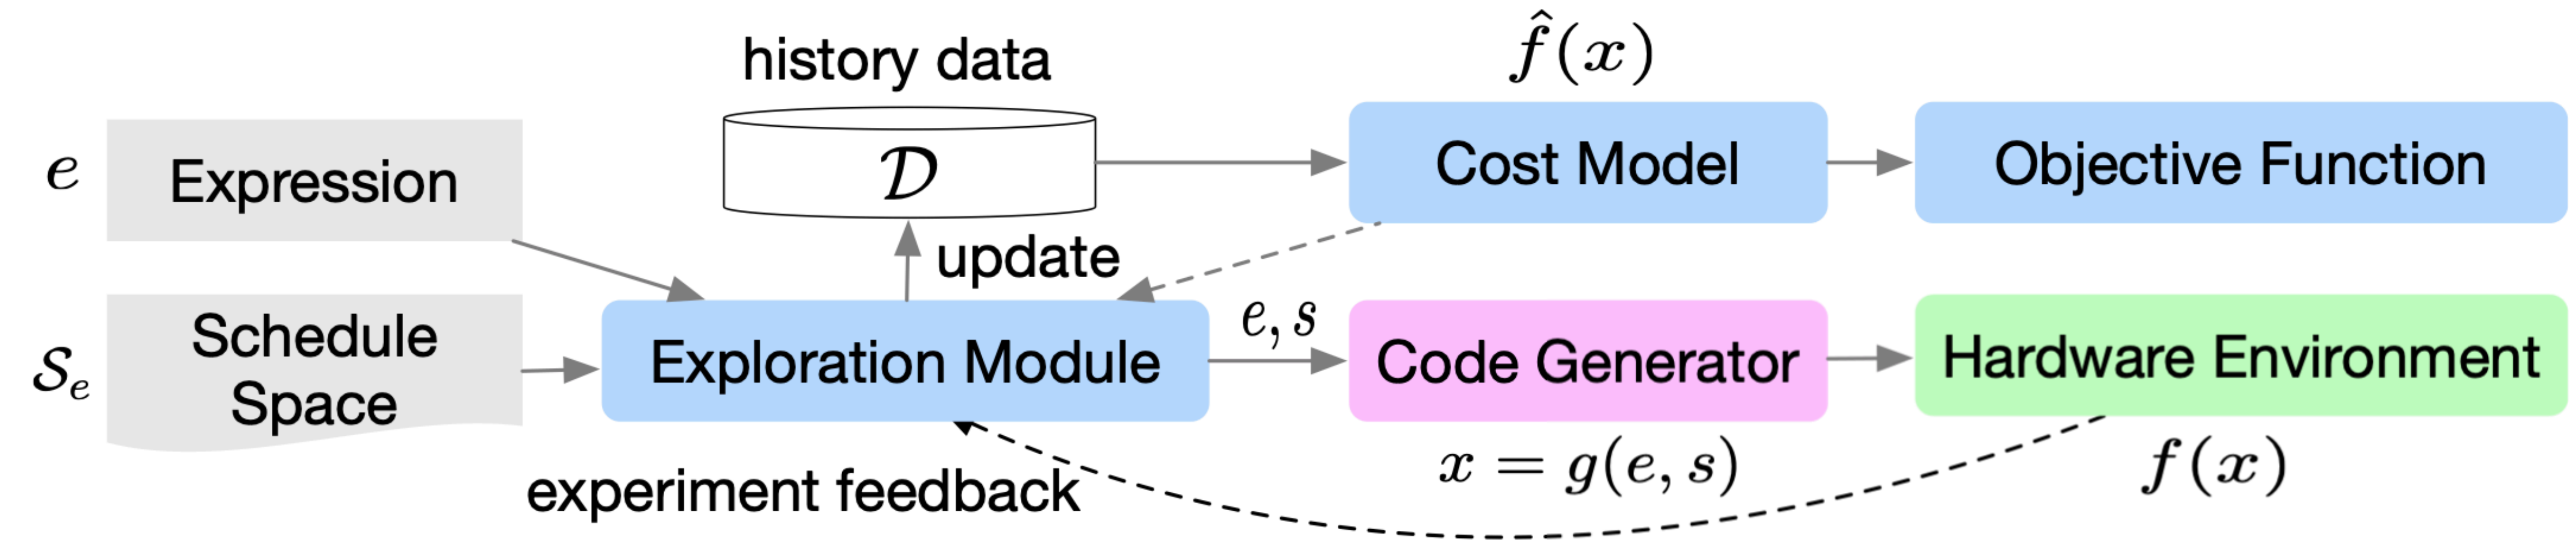 history data
f̂(x)
e
Expression
𝒟
Cost Model
Objective Function
update
𝒮ₑ
Schedule
Space
Exploration Module
e, s
Code Generator
Hardware Environment
experiment feedback
x = g(e, s)
f(x)